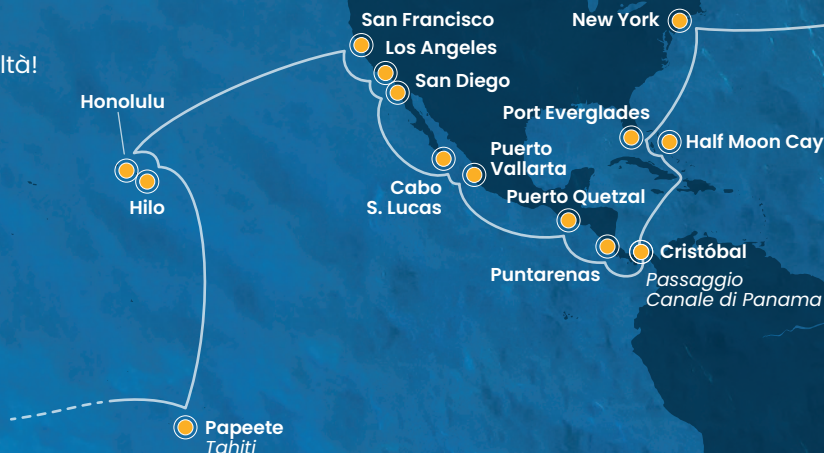 San Francisco
New York
Los Angeles
ltà!
San Diego
Honolulu
Port Everglades
Half Moon Cay
Puerto
Vallarta
Cabo
S. Lucas
Puerto Quetzal
Hilo
Cristóbal
Puntarenas
Passaggio
Canale di Panama
Papeete
Tahiti